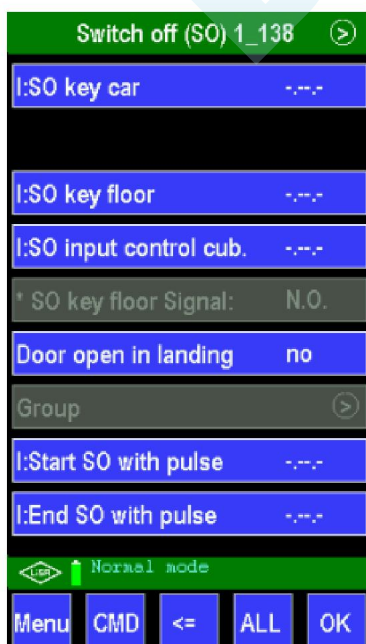 Switch off (SO) 1_138 >
I:SO key car -.--.-
I:SO key floor -.--.-
I:SO input control cub. -.--.-
* SO key floor Signal: N.O.
Door open in landing no
Group >
I:Start SO with pulse -.--.-
I:End SO with pulse -.--.-
Normal mode
Menu CMD <= ALL OK